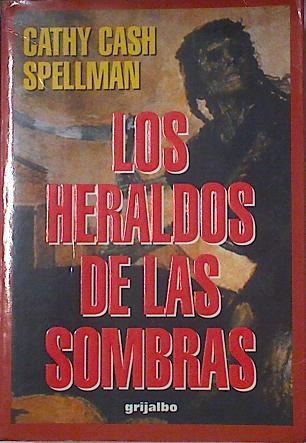 CATHY CASH
SPELLMAN
LOS
HERALDOS
DE LAS
SOMBRAS
grijalbo